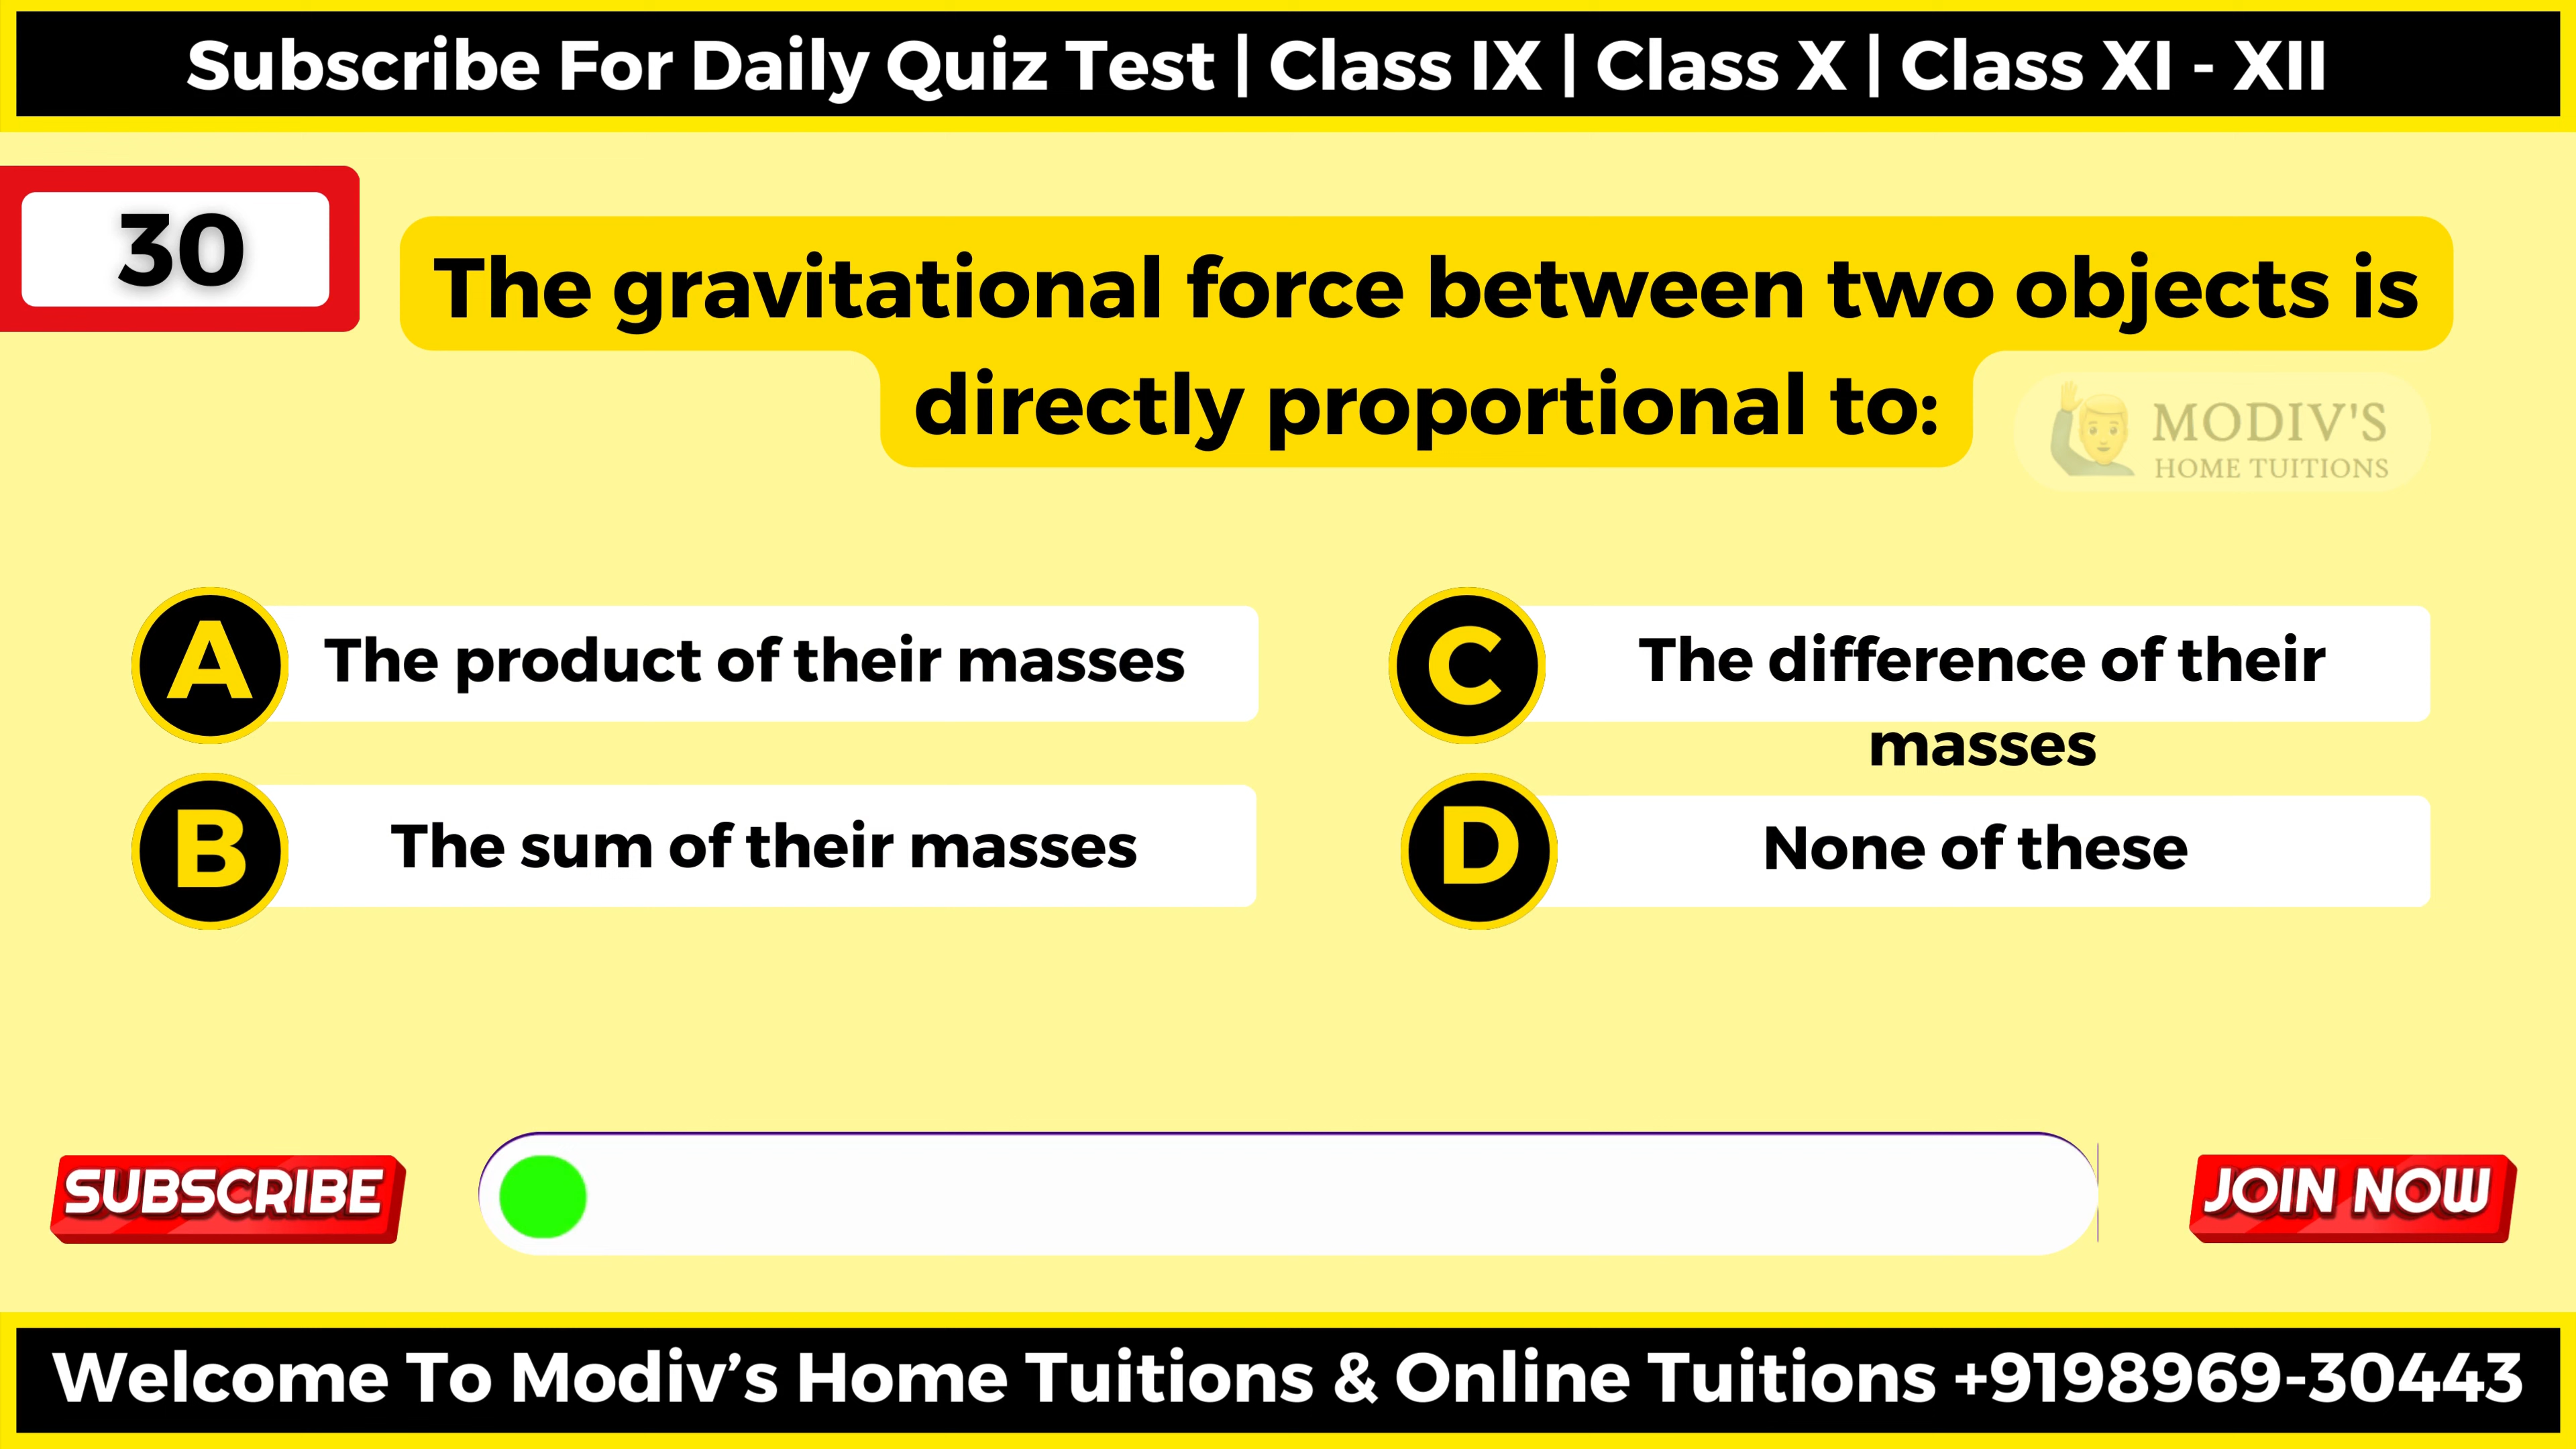 Subscribe For Daily Quiz Test | Class IX | Class X | Class XI - XII
30
The gravitational force between two objects is
directly proportional to:
MODIV'S
HOME TUITIONS
A
The product of their masses
B
The sum of their masses
C
The difference of their
masses
D
None of these
SUBSCRIBE
JOIN NOW
Welcome To Modiv’s Home Tuitions & Online Tuitions +9198969-30443